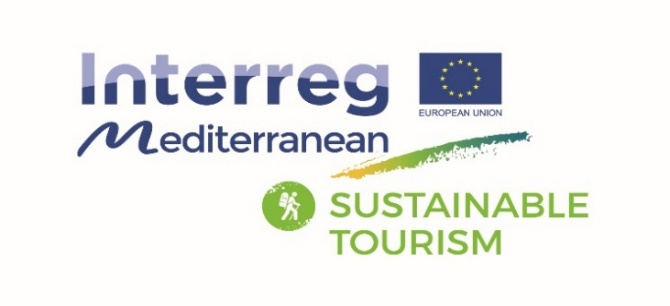 Interreg
EUROPEAN UNION
Mediterranean
SUSTAINABLE
TOURISM